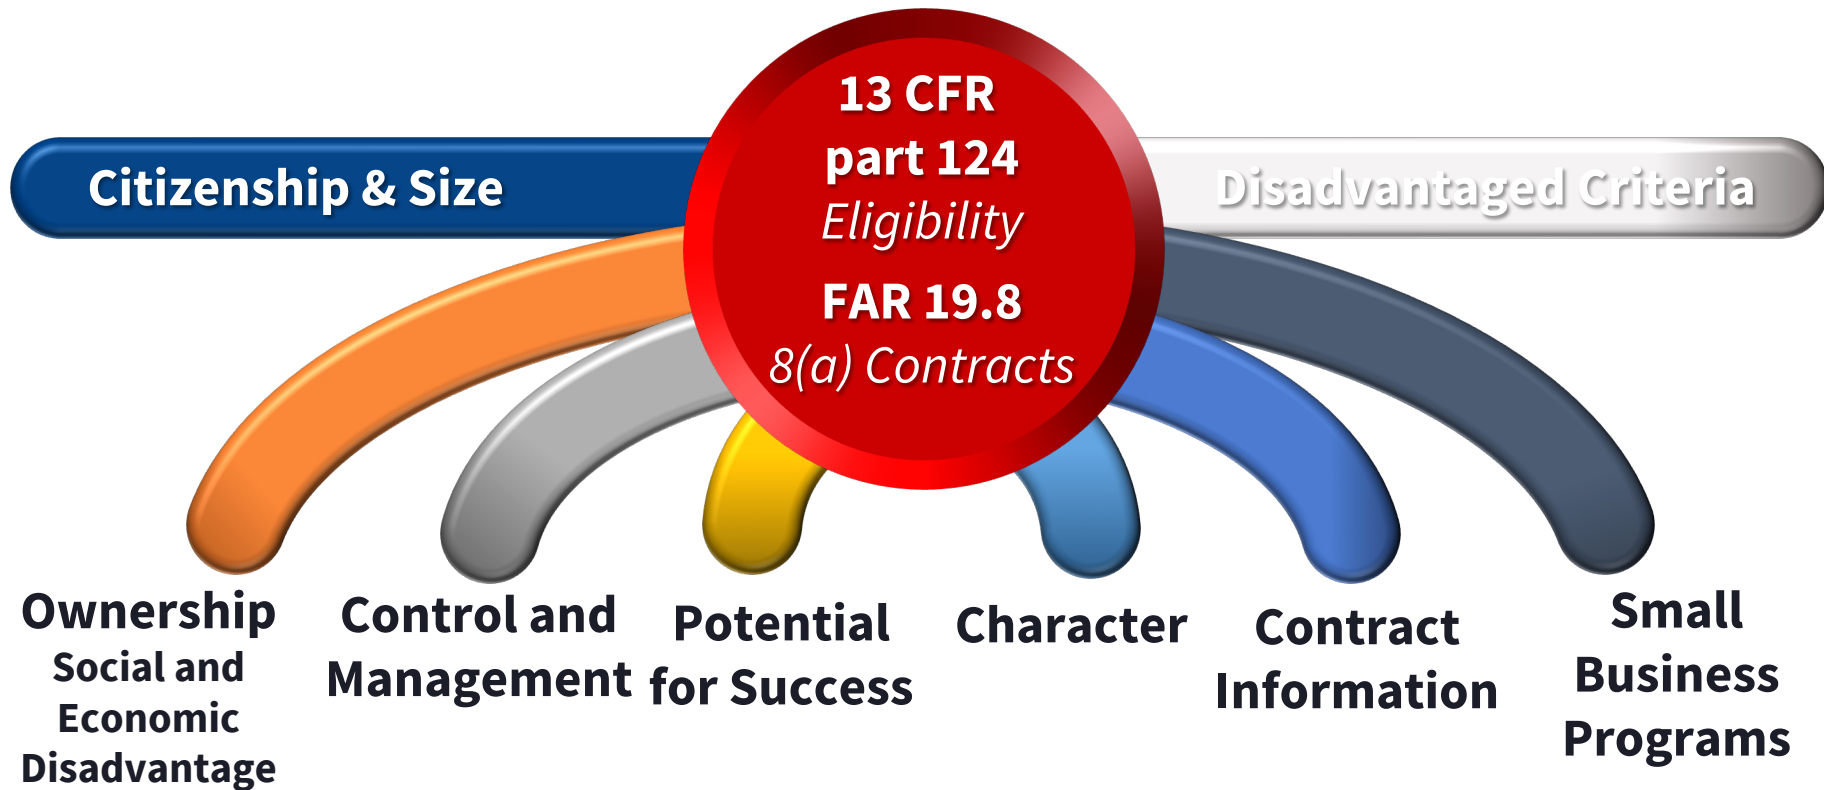 13 CFR
part 124
Eligibility
FAR 19.8
8(a) Contracts
Citizenship & Size
Disadvantaged Criteria
Ownership
Social and
Economic
Disadvantage
Control and
Management
Potential
for Success
Character
Contract
Information
Small
Business
Programs